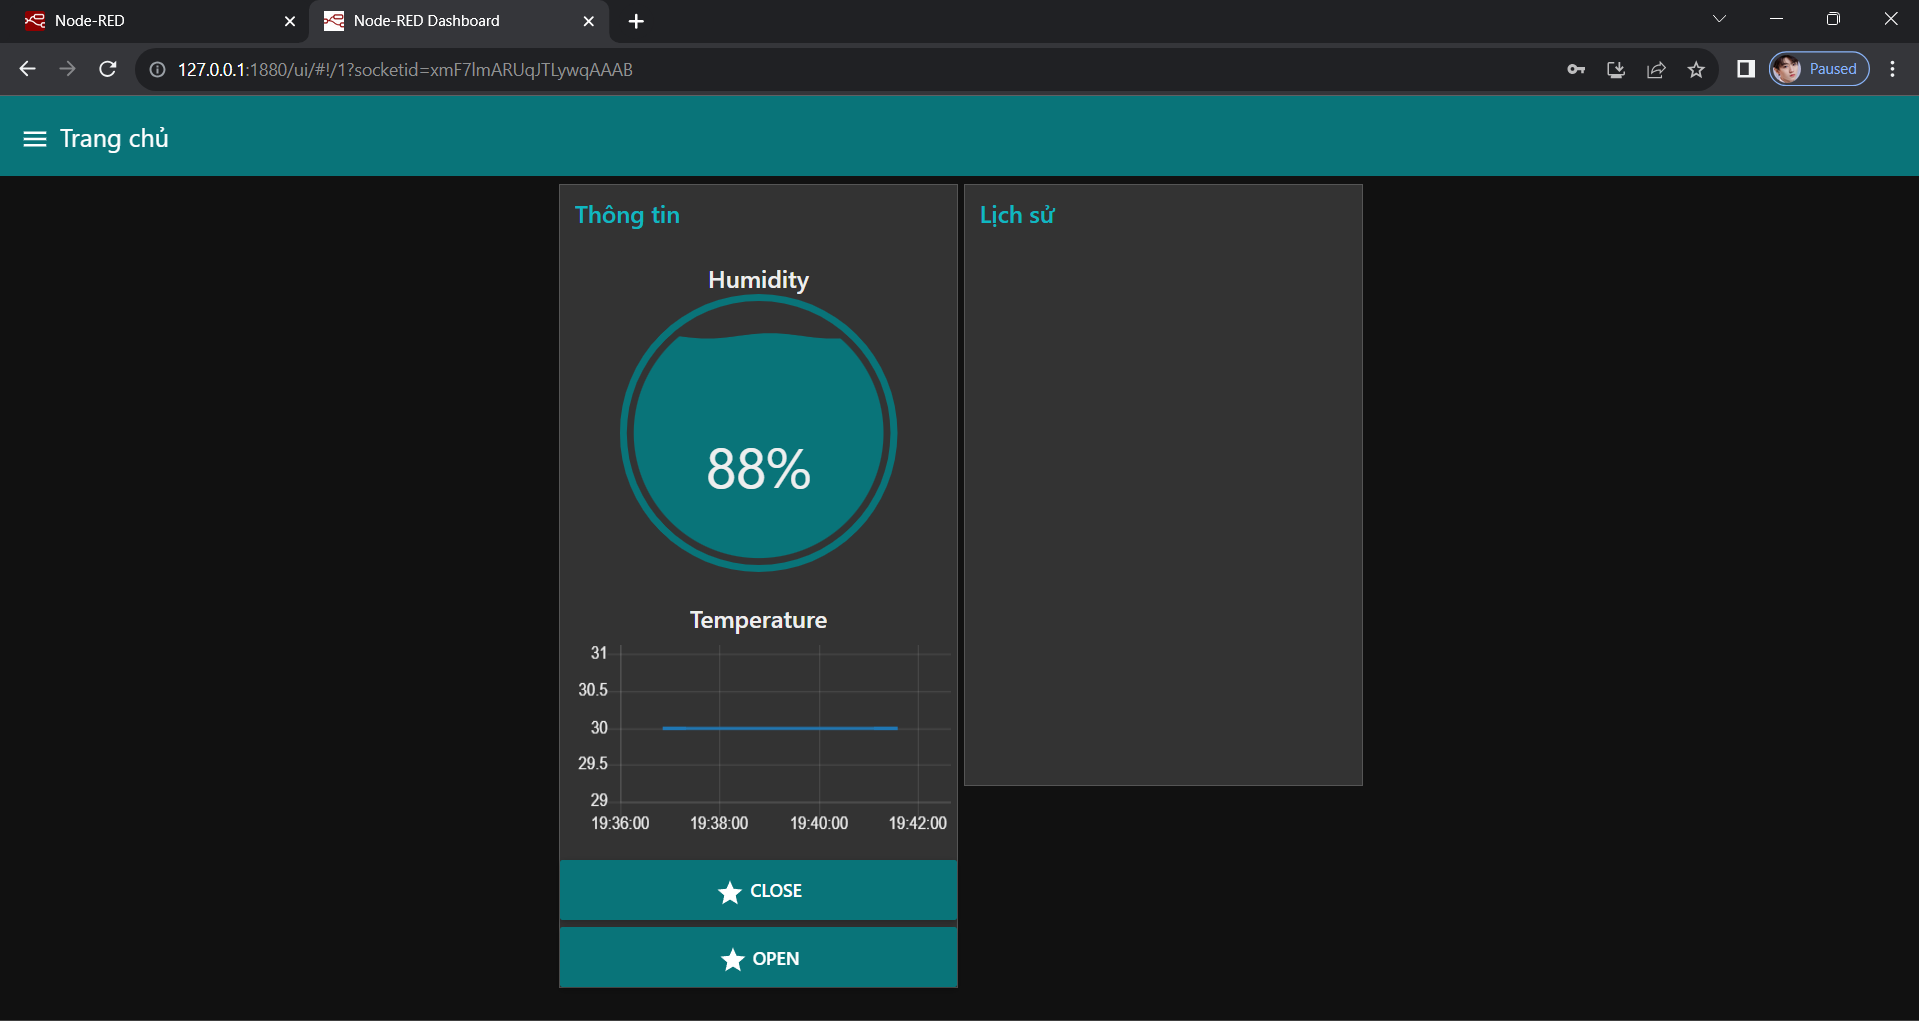 Node-RED
Node-RED Dashboard
127.0.0.1:1880/ui/#!/1?socketid=xmF7lmARUqJTLywqAAAB
Paused
Trang chủ
Thông tin
Humidity
88%
Temperature
31
30.5
30
29.5
29
19:36:00 19:38:00 19:40:00 19:42:00
CLOSE
OPEN
Lịch sử